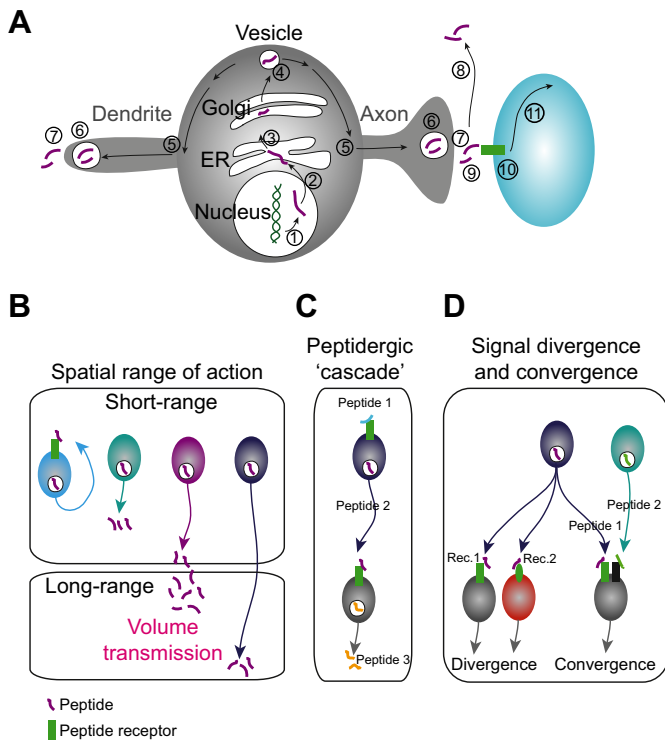 A
Vesicle
④
⑧
Golgi
Dendrite
Axon
⑪
⑦
⑥
⑤
③
⑤
⑥
⑦
ER
②
⑨
⑩
Nucleus
①
B
C
D
Spatial range of action
Peptidergic
'cascade'
Signal divergence
and convergence
Short-range
Long-range
Volume
transmission
Peptide 1
Peptide 2
Peptide 3
Peptide 2
Peptide 1
Rec.1
Rec.2
Divergence
Convergence
Peptide
Peptide receptor